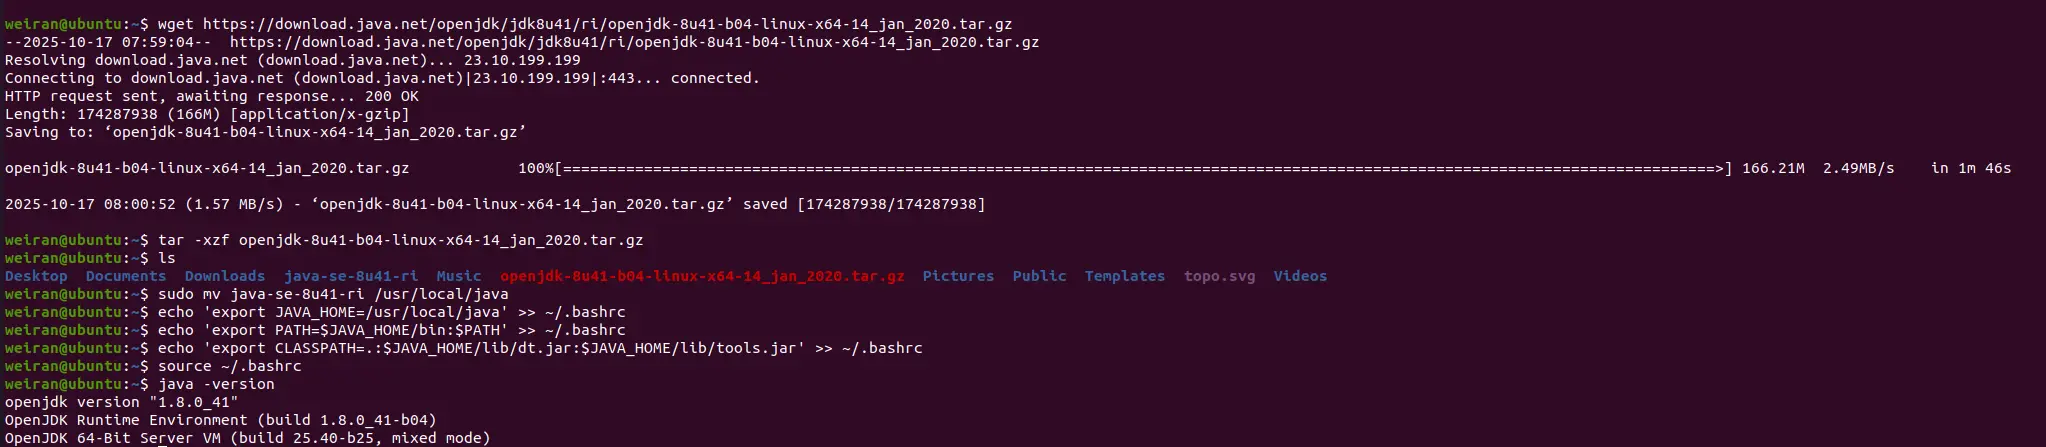 weiran@ubuntu:~$ wget https://download.java.net/openjdk/jdk8u41/ri/openjdk-8u41-b04-linux-x64-14_jan_2020.tar.gz
--2025-10-17 07:59:04--  https://download.java.net/openjdk/jdk8u41/ri/openjdk-8u41-b04-linux-x64-14_jan_2020.tar.gz
Resolving download.java.net (download.java.net)... 23.10.199.199
Connecting to download.java.net (download.java.net)|23.10.199.199|:443... connected.
HTTP request sent, awaiting response... 200 OK
Length: 174287938 (166M) [application/x-gzip]
Saving to: ‘openjdk-8u41-b04-linux-x64-14_jan_2020.tar.gz’
openjdk-8u41-b04-linux-x64-14_jan_2020.tar.gz 100%[================================================================================================================================>] 166.21M 2.49MB/s in 1m 46s
2025-10-17 08:00:52 (1.57 MB/s) - ‘openjdk-8u41-b04-linux-x64-14_jan_2020.tar.gz’ saved [174287938/174287938]
weiran@ubuntu:~$ tar -xzf openjdk-8u41-b04-linux-x64-14_jan_2020.tar.gz
weiran@ubuntu:~$ ls
Desktop  Documents  Downloads  java-se-8u41-ri  Music  openjdk-8u41-b04-linux-x64-14_jan_2020.tar.gz  Pictures  Public  Templates  topo.svg  Videos
weiran@ubuntu:~$ sudo mv java-se-8u41-ri /usr/local/java
weiran@ubuntu:~$ echo 'export JAVA_HOME=/usr/local/java' >> ~/.bashrc
weiran@ubuntu:~$ echo 'export PATH=$JAVA_HOME/bin:$PATH' >> ~/.bashrc
weiran@ubuntu:~$ echo 'export CLASSPATH=.:$JAVA_HOME/lib/dt.jar:$JAVA_HOME/lib/tools.jar' >> ~/.bashrc
weiran@ubuntu:~$ source ~/.bashrc
weiran@ubuntu:~$ java -version
openjdk version "1.8.0_41"
OpenJDK Runtime Environment (build 1.8.0_41-b04)
OpenJDK 64-Bit Server VM (build 25.40-b25, mixed mode)